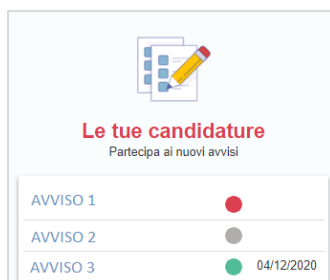 Le tue candidature
Partecipa ai nuovi avvisi
AVVISO 1
AVVISO 2
AVVISO 3 04/12/2020